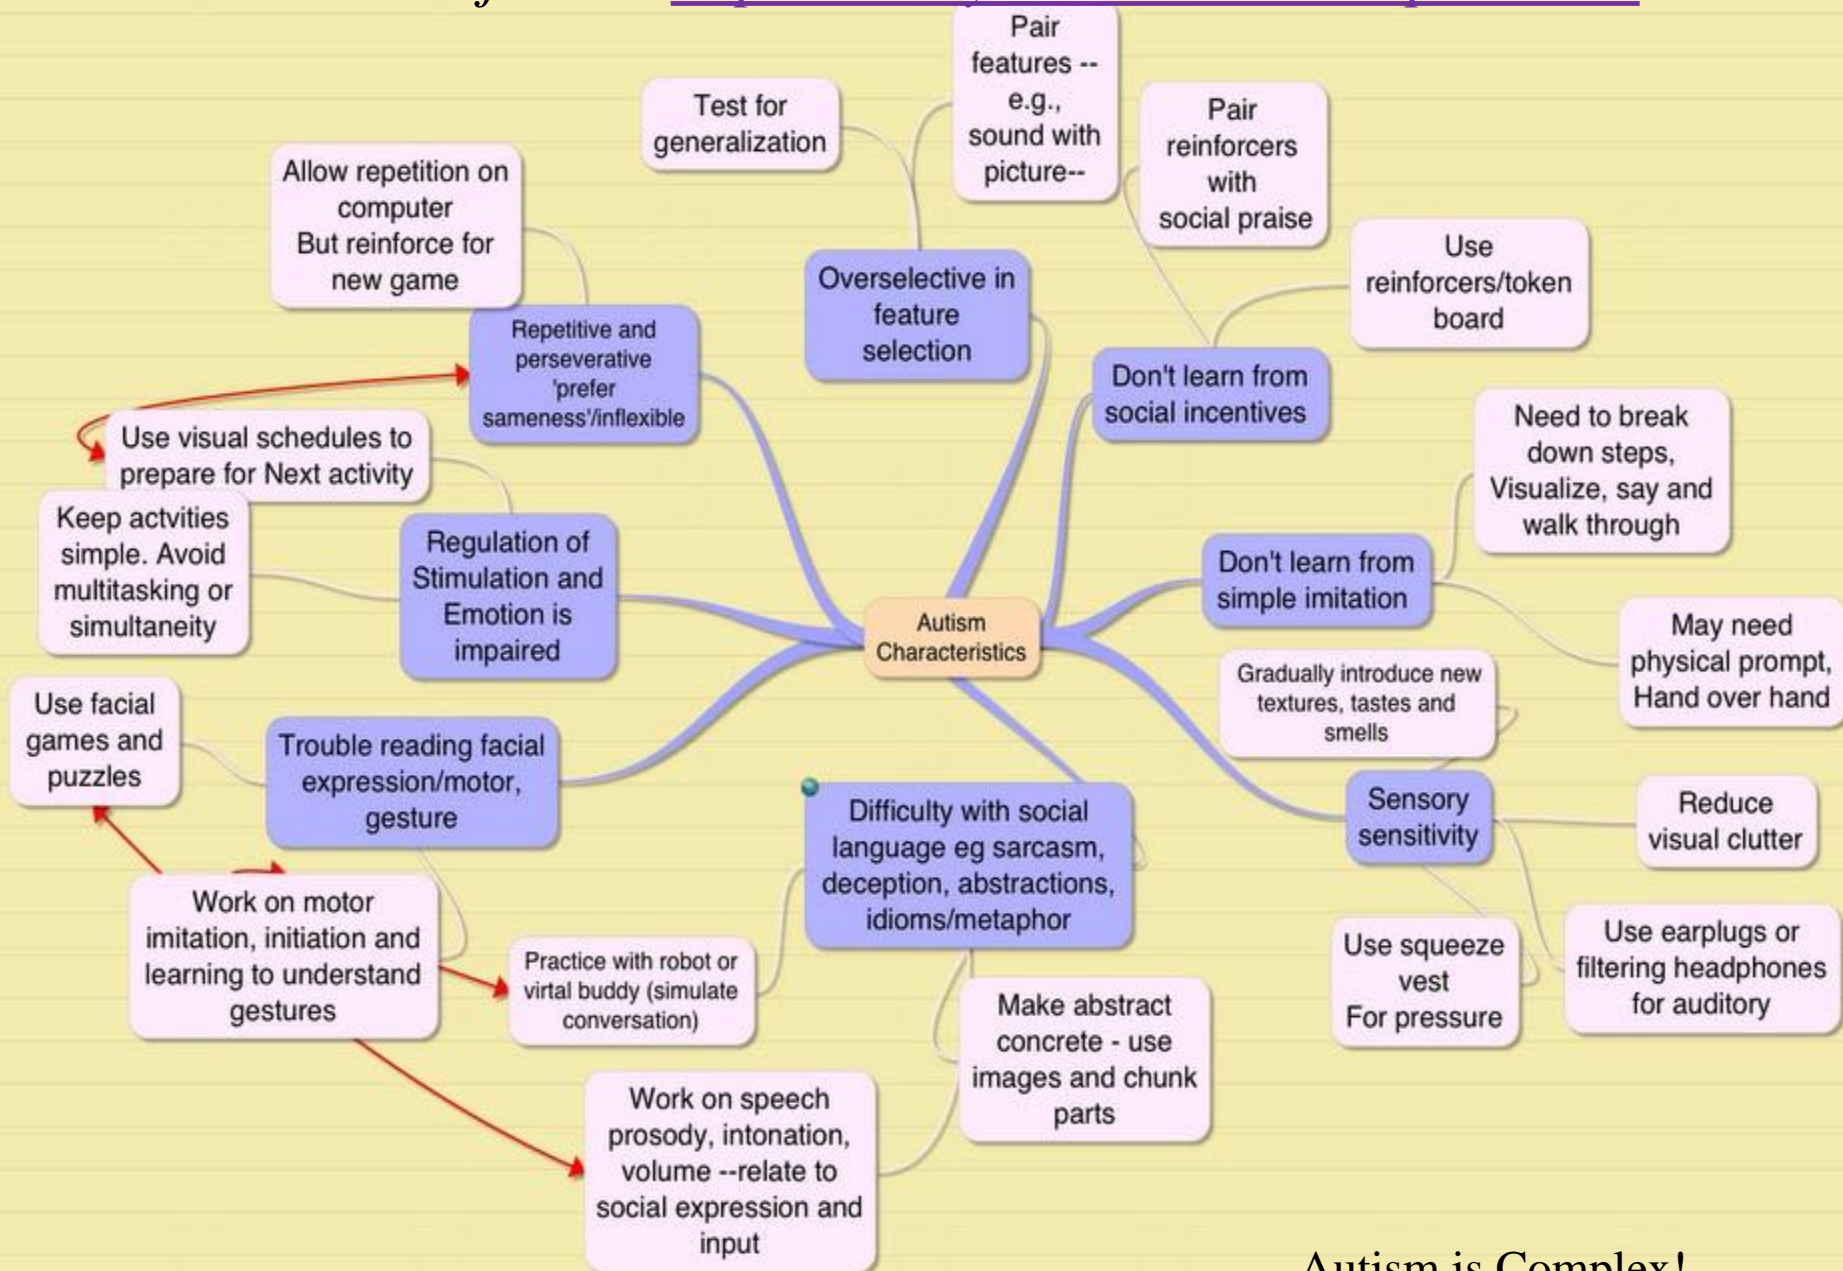 Pair
features --
e.g.,
sound with
picture--
Test for
generalization
Pair
reinforcers
with
social praise
Allow repetition on
computer
But reinforce for
new game
Use
reinforcers/token
board
Overselective in
feature
selection
Repetitive and
perseverative
'prefer
sameness'/inflexible
Don't learn from
social incentives
Use visual schedules to
prepare for Next activity
Need to break
down steps,
Visualize, say and
walk through
Keep actvities
simple. Avoid
multitasking or
simultaneity
Regulation of
Stimulation and
Emotion is
impaired
Don't learn from
simple imitation
Autism
Characteristics
May need
physical prompt,
Hand over hand
Gradually introduce new
textures, tastes and
smells
Use facial
games and
puzzles
Trouble reading facial
expression/motor,
gesture
Difficulty with social
language eg sarcasm,
deception, abstractions,
idioms/metaphor
Sensory
sensitivity
Reduce
visual clutter
Work on motor
imitation, initiation and
learning to understand
gestures
Practice with robot or
virtal buddy (simulate
conversation)
Make abstract
concrete - use
images and chunk
parts
Use squeeze
vest
For pressure
Use earplugs or
filtering headphones
for auditory
Work on speech
prosody, intonation,
volume --relate to
social expression and
input
Autism is Complex!